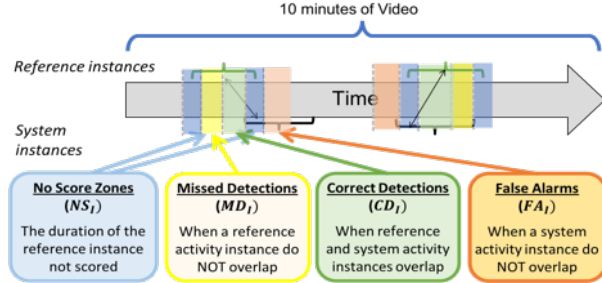 10 minutes of Video
Reference instances
Time
System
instances
No Score Zones
(NS_I)
The duration of the
reference instance
not scored
Missed Detections
(MD_I)
When a reference
activity instance do
NOT overlap
Correct Detections
(CD_I)
When reference
and system activity
instances overlap
False Alarms
(FA_I)
When a system
activity instance do
NOT overlap